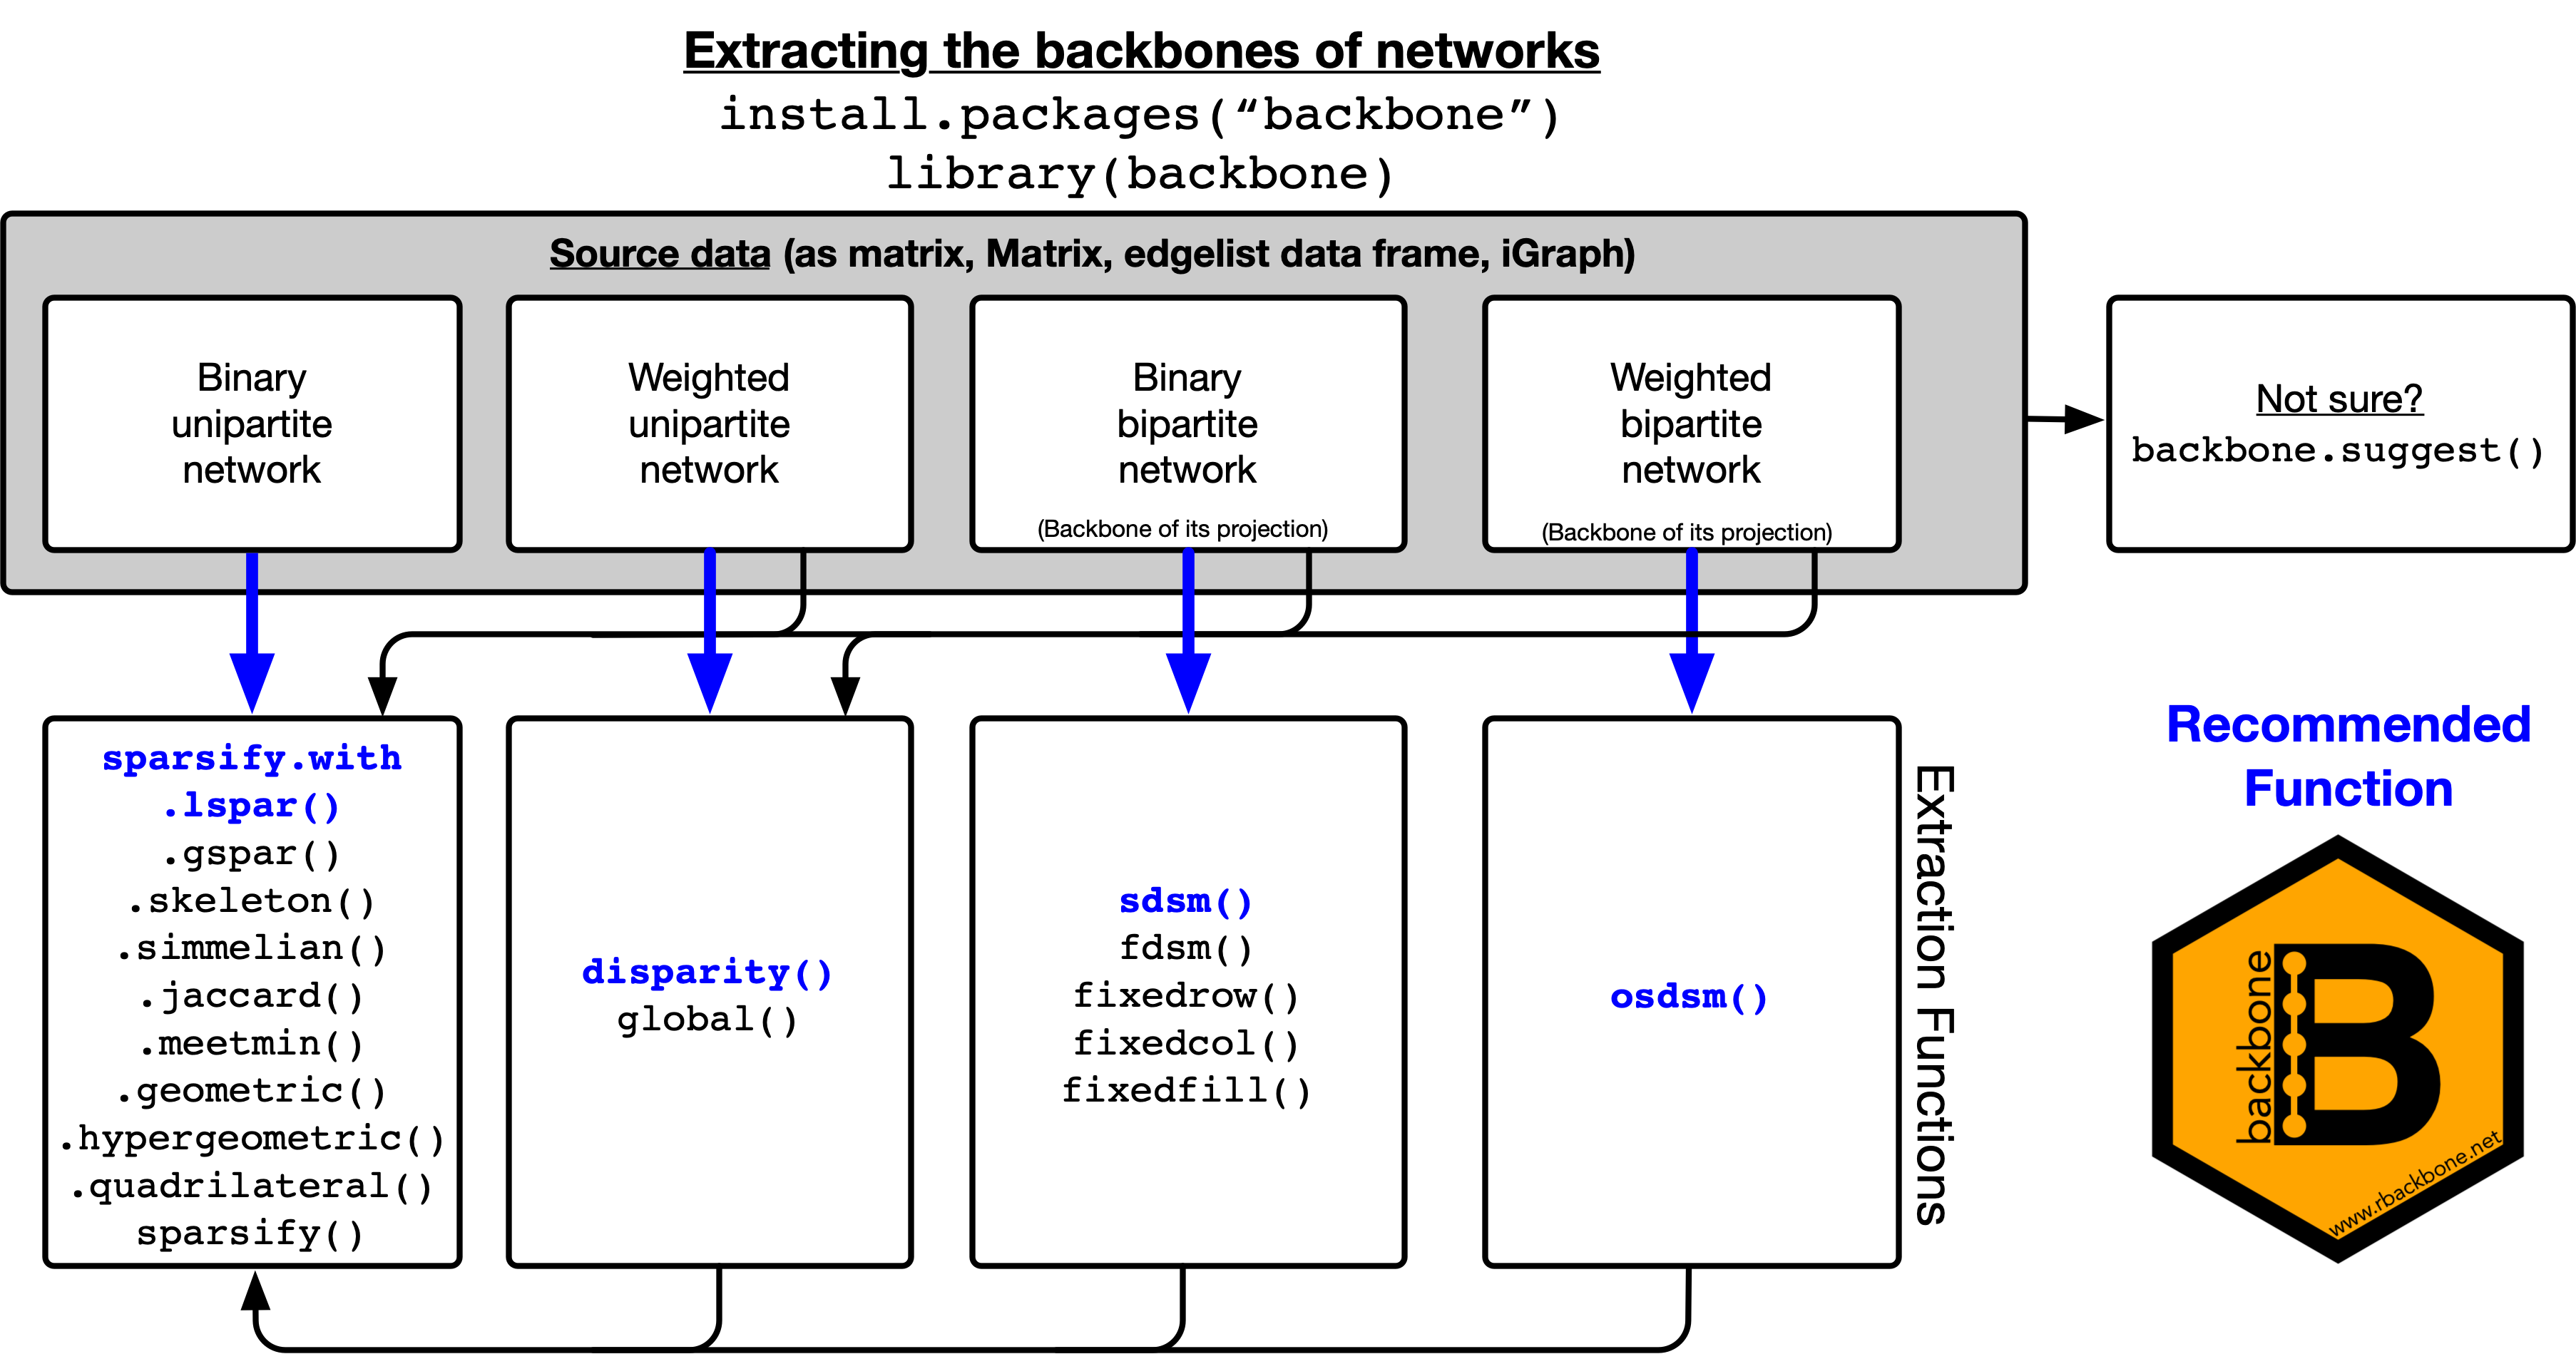 Extracting the backbones of networks
install.packages(“backbone”)
library(backbone)
Source data (as matrix, Matrix, edgelist data frame, iGraph)
Binary
unipartite
network
Weighted
unipartite
network
Binary
bipartite
network
(Backbone of its projection)
Weighted
bipartite
network
(Backbone of its projection)
Not sure?
backbone.suggest()
sparsify.with
.lspar()
.gspar()
.skeleton()
.simmelian()
.jaccard()
.meetmin()
.geometric()
.hypergeometric()
.quadrilateral()
sparsify()
disparity()
global()
sdsm()
fdsm()
fixedrow()
fixedcol()
fixedfill()
osdsm()
Extraction Functions
Recommended
Function
backbone
B
www.rbackbone.net